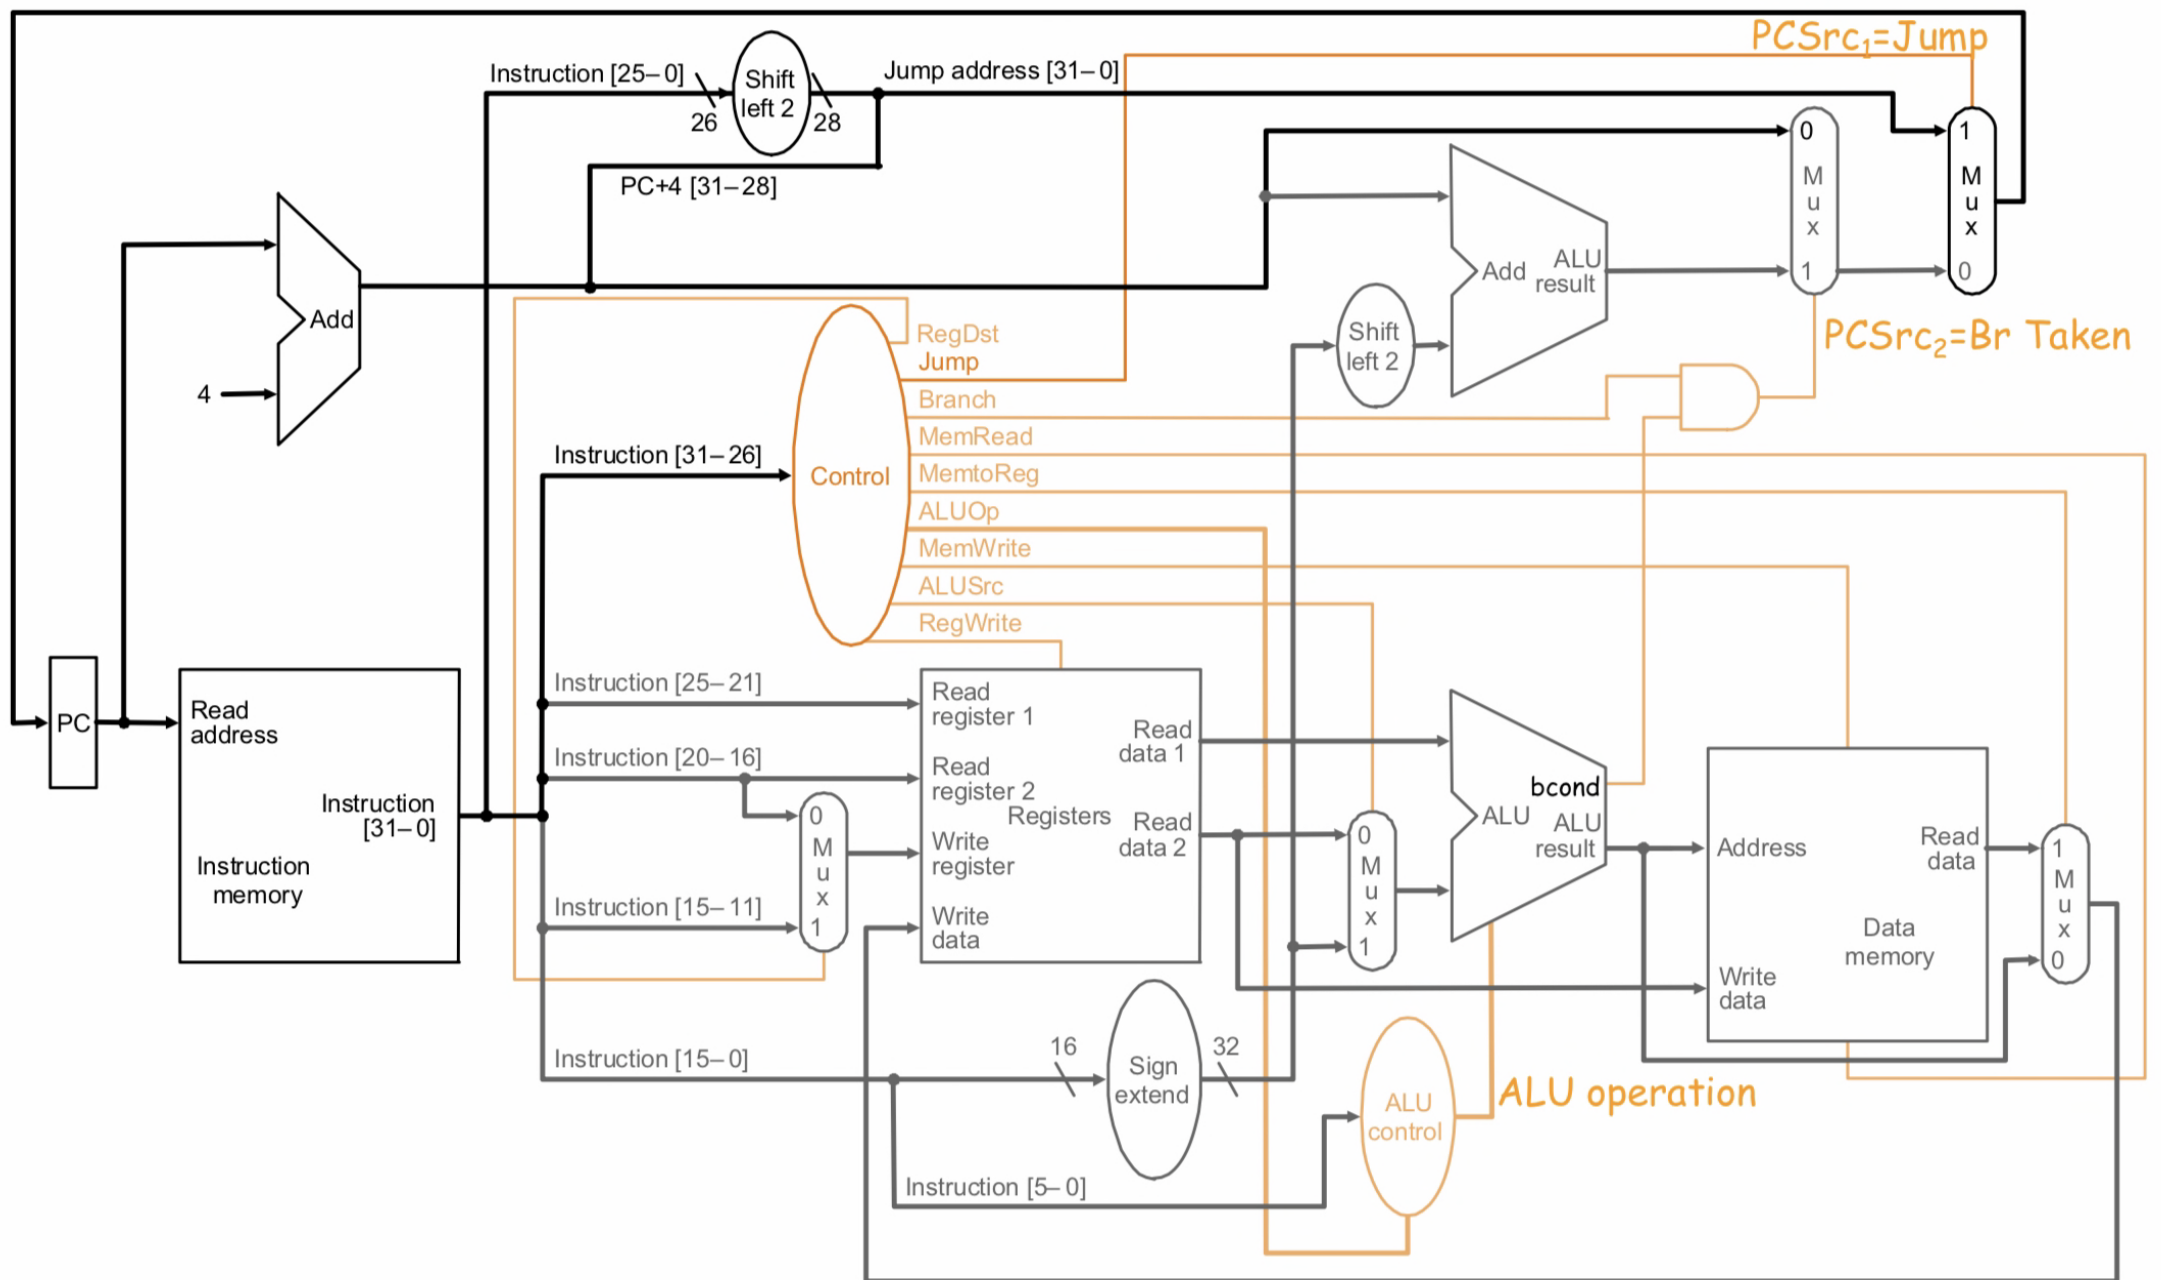 PCSrc1=Jump
Instruction [25–0]
Shift
left 2
Jump address [31–0]
26
28
PC+4 [31–28]
0
M
u
x
1
1
M
u
x
0
Add
ALU
result
Add
4
RegDst
Jump
Branch
MemRead
MemtoReg
ALUOp
MemWrite
ALUSrc
RegWrite
Shift
left 2
PCSrc2=Br Taken
Instruction [31–26]
Control
PC
Read
address
Instruction
[31–0]
Instruction
memory
Instruction [25–21]
Instruction [20–16]
Instruction [15–11]
0
M
u
x
1
Read
register 1
Read
register 2
Registers
Write
register
Write
data
Read
data 1
Read
data 2
0
M
u
x
1
bcond
ALU
ALU
result
Address
Read
data
Data
memory
Write
data
1
M
u
x
0
Instruction [15–0]
16
Sign
extend
32
ALU
control
ALU operation
Instruction [5–0]